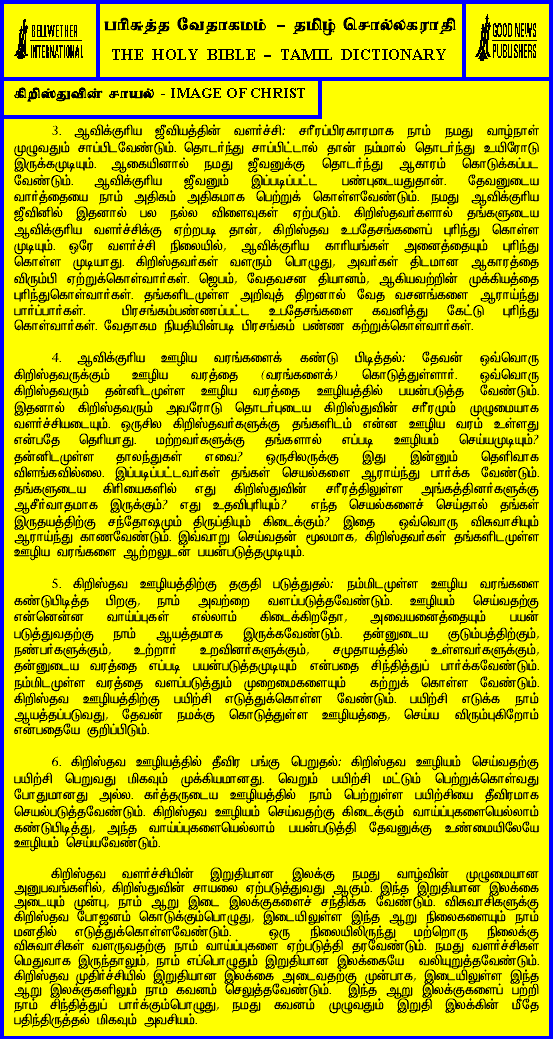 BELLWETHER
INTERNATIONAL
பரிசுத்த வேதாகமம் – தமிழ் சொல்லகராதி
THE HOLY BIBLE – TAMIL DICTIONARY
GOOD NEWS
PUBLISHERS
கிறிஸ்துவின் சாயல் - IMAGE OF CHRIST
3. ஆவிக்குரிய ஜீவியத்தின் வளர்ச்சி: சரீரப்பிரகாரமாக நாம் நமது வாழ்நாள்
முழுவதும் சாப்பிடவேண்டும். தொடர்ந்து சாப்பிட்டால் தான் நம்மால் தொடர்ந்து உயிரோடு
இருக்கமுடியும். ஆகையினால் நமது ஜீவனுக்கு தொடர்ந்து ஆகாரம் கொடுக்கப்பட
வேண்டும். ஆவிக்குரிய ஜீவனும் இப்படிப்பட்ட பண்புடையதுதான். தேவனுடைய
வார்த்தையை நாம் அதிகம் அதிகமாக பெற்றுக் கொள்ளவேண்டும். நமது ஆவிக்குரிய
ஜீவினில் இதனால் பல நல்ல விளைவுகள் ஏற்படும். கிறிஸ்தவர்களால் தங்களுடைய
ஆவிக்குரிய வளர்ச்சிக்கு ஏற்றபடி தான், கிறிஸ்தவ உபதேசங்களைப் புரிந்து கொள்ள
முடியும். ஒரே வளர்ச்சி நிலையில், ஆவிக்குரிய காரியங்கள் அனைத்தையும் புரிந்து
கொள்ள முடியாது. கிறிஸ்தவர்கள் வளரும் பொழுது, அவர்கள் திடமான ஆகாரத்தை
விரும்பி ஏற்றுக்கொள்வார்கள். ஜெபம், வேதவசன தியானம், ஆகியவற்றின் முக்கியத்தை
புரிந்துகொள்வார்கள். தங்களிடமுள்ள அறிவுத் திறனால் வேத வசனங்களை ஆராய்ந்து
பார்ப்பார்கள். பிரசங்கம்பண்ணப்பட்ட உபதேசங்களை கவனித்து கேட்டு புரிந்து
கொள்வார்கள். வேதாகம நியதியின்படி பிரசங்கம் பண்ண கற்றுக்கொள்வார்கள்.
4. ஆவிக்குரிய ஊழிய வரங்களைக் கண்டு பிடித்தல்: தேவன் ஒவ்வொரு
கிறிஸ்தவருக்கும் ஊழிய வரத்தை (வரங்களைக்) கொடுத்துள்ளார். ஒவ்வொரு
கிறிஸ்தவரும் தன்னிடமுள்ள ஊழிய வரத்தை ஊழியத்தில் பயன்படுத்த வேண்டும்.
இதனால் கிறிஸ்தவரும் அவரோடு தொடர்புடைய கிறிஸ்துவின் சரீரமும் முழுமையாக
வளர்ச்சியடையும். ஒருசில கிறிஸ்தவர்களுக்கு தங்களிடம் என்ன ஊழிய வரம் உள்ளது
என்பதே தெரியாது. மற்றவர்களுக்கு தங்களால் எப்படி ஊழியம் செய்யமுடியும்?
தன்னிடமுள்ள தாலந்துகள் எவை? ஒருசிலருக்கு இது இன்னும் தெளிவாக
விளங்கவில்லை. இப்படிப்பட்டவர்கள் தங்கள் செயல்களை ஆராய்ந்து பார்க்க வேண்டும்.
தங்களுடைய கிரியைகளில் எது கிறிஸ்துவின் சரீரத்திலுள்ள அங்கத்தினர்களுக்கு
ஆசீர்வாதமாக இருக்கும்? எது உதவிபுரியும்? எந்த செயல்களைச் செய்தால் தங்கள்
இருதயத்திற்கு சந்தோஷமும் திருப்தியும் கிடைக்கும்? இதை ஒவ்வொரு விசுவாசியும்
ஆராய்ந்து காணவேண்டும். இவ்வாறு செய்வதன் மூலமாக, கிறிஸ்தவர்கள் தங்களிடமுள்ள
ஊழிய வரங்களை ஆற்றலுடன் பயன்படுத்தமுடியும்.
5. கிறிஸ்தவ ஊழியத்திற்கு தகுதி படுத்துதல்: நம்மிடமுள்ள ஊழிய வரங்களை
கண்டுபிடித்த பிறகு, நாம் அவற்றை வளப்படுத்தவேண்டும். ஊழியம் செய்வதற்கு
என்னென்ன வாய்ப்புகள் எல்லாம் கிடைக்கிறதோ, அவையனைத்தையும் பயன்
படுத்துவதற்கு நாம் ஆயத்தமாக இருக்கவேண்டும். தன்னுடைய குடும்பத்திற்கும்,
நண்பர்களுக்கும், உற்றார் உறவினர்களுக்கும், சமுதாயத்தில் உள்ளவர்களுக்கும்,
தன்னுடைய வரத்தை எப்படி பயன்படுத்தமுடியும் என்பதை சிந்தித்துப் பார்க்கவேண்டும்.
நம்மிடமுள்ள வரத்தை வளப்படுத்தும் முறைமைகளையும் கற்றுக் கொள்ள வேண்டும்.
கிறிஸ்தவ ஊழியத்திற்கு பயிற்சி எடுத்துக்கொள்ள வேண்டும். பயிற்சி எடுக்க நாம்
ஆயத்தப்படுவது, தேவன் நமக்கு கொடுத்துள்ள ஊழியத்தை, செய்ய விரும்புகிறோம்
என்பதையே குறிப்பிடும்.
6. கிறிஸ்தவ ஊழியத்தில் தீவிர பங்கு பெறுதல்: கிறிஸ்தவ ஊழியம் செய்வதற்கு
பயிற்சி பெறுவது மிகவும் முக்கியமானது. வெறும் பயிற்சி மட்டும் பெற்றுக்கொள்வது
போதுமானது அல்ல. கர்த்தருடைய ஊழியத்தில் நாம் பெற்றுள்ள பயிற்சியை தீவிரமாக
செயல்படுத்தவேண்டும். கிறிஸ்தவ ஊழியம் செய்வதற்கு கிடைக்கும் வாய்ப்புகளையெல்லாம்
கண்டுபிடித்து, அந்த வாய்ப்புகளையெல்லாம் பயன்படுத்தி தேவனுக்கு உண்மையிலேயே
ஊழியம் செய்யவேண்டும்.
கிறிஸ்தவ வளர்ச்சியின் இறுதியான இலக்கு நமது வாழ்வின் முழுமையான
அனுபவங்களில், கிறிஸ்துவின் சாயலை ஏற்படுத்துவது ஆகும். இந்த இறுதியான இலக்கை
அடையும் முன்பு, நாம் ஆறு இடை இலக்குகளைச் சந்திக்க வேண்டும். விசுவாசிகளுக்கு
கிறிஸ்தவ போஜனம் கொடுக்கும்பொழுது, இடையிலுள்ள இந்த ஆறு நிலைகளையும் நாம்
மனதில் எடுத்துக்கொள்ளவேண்டும். ஒரு நிலையிலிருந்து மற்றொரு நிலைக்கு
விசுவாசிகள் வளருவதற்கு நாம் வாய்ப்புகளை ஏற்படுத்தி தரவேண்டும். நமது வளர்ச்சிகள்
மெதுவாக இருந்தாலும், நாம் எப்பொழுதும் இறுதியான இலக்கையே வலியுறுத்தவேண்டும்.
கிறிஸ்தவ முதிர்ச்சியில் இறுதியான இலக்கை அடைவதற்கு முன்பாக, இடையிலுள்ள இந்த
ஆறு இலக்குகளிலும் நாம் கவனம் செலுத்தவேண்டும். இந்த ஆறு இலக்குகளைப் பற்றி
நாம் சிந்தித்துப் பார்க்கும்பொழுது, நமது கவனம் முழுவதும் இறுதி இலக்கின் மீதே
பதிந்திருத்தல் மிகவும் அவசியம்.